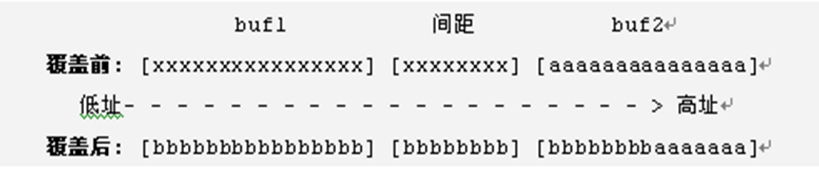 buf1 间距 buf2↵
覆盖前: [xxxxxxxxxxxxxxxx] [xxxxxxxx] [aaaaaaaaaaaaaaa]↵
低址- - - - - - - - - - - - - - - - - - - - > 高址↵
覆盖后: [bbbbbbbbbbbbbbbb] [bbbbbbbb] [bbbbbbbbaaaaaaa]↵